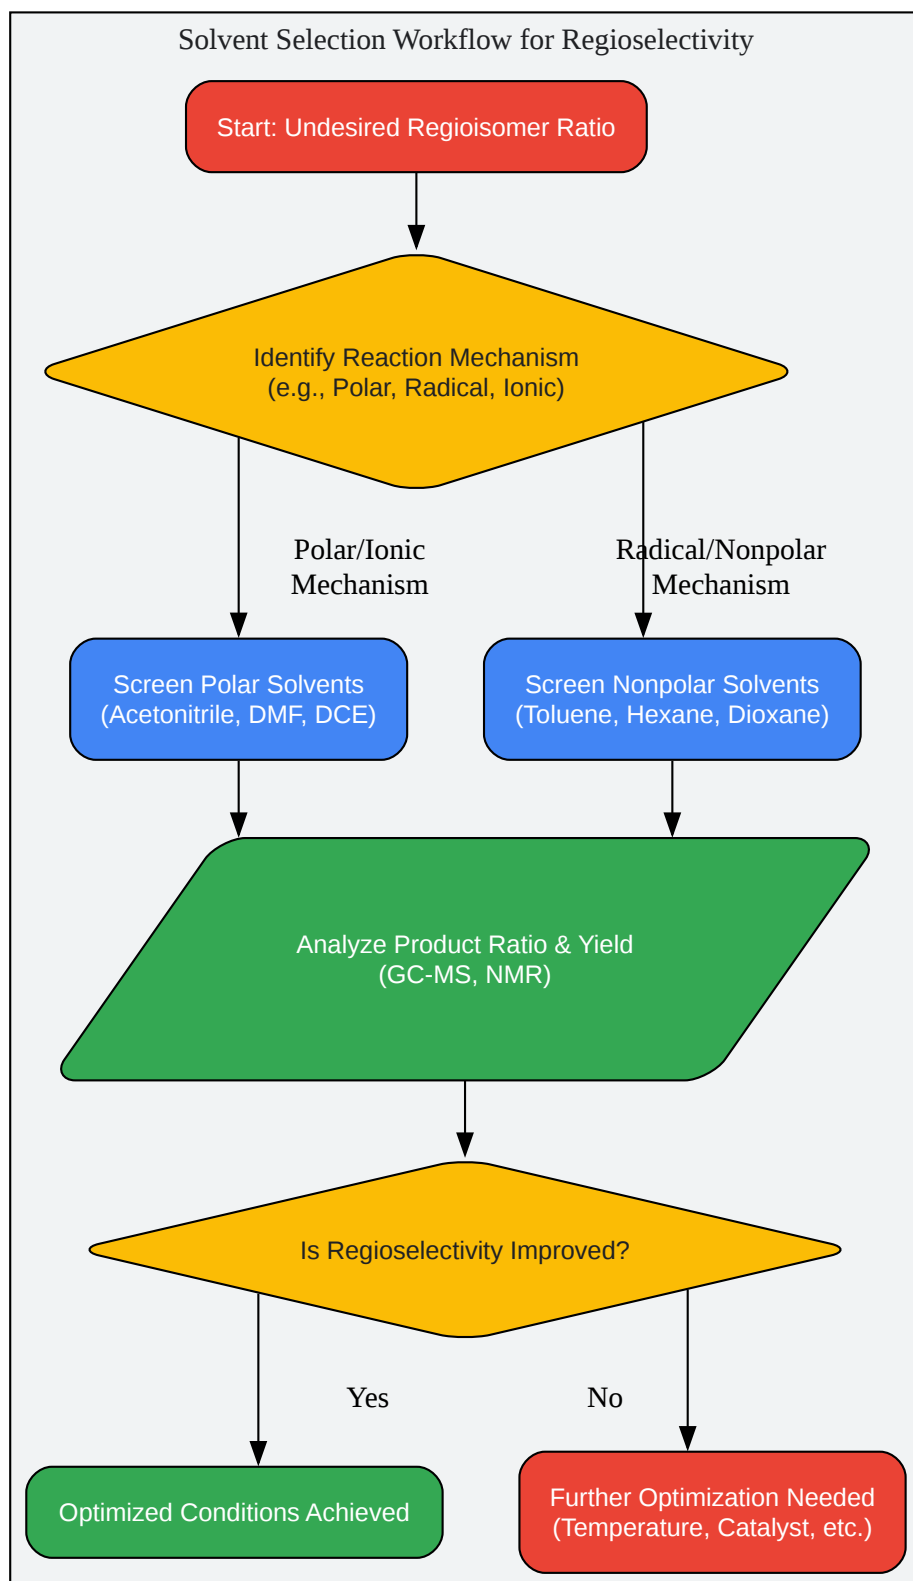 Solvent Selection Workflow for Regioselectivity
Start: Undesired Regioisomer Ratio
Identify Reaction Mechanism
(e.g., Polar, Radical, Ionic)
Polar/Ionic
Mechanism
Radical/Nonpolar
Mechanism
Screen Polar Solvents
(Acetonitrile, DMF, DCE)
Screen Nonpolar Solvents
(Toluene, Hexane, Dioxane)
Analyze Product Ratio & Yield
(GC-MS, NMR)
Is Regioselectivity Improved?
Yes
No
Optimized Conditions Achieved
Further Optimization Needed
(Temperature, Catalyst, etc.)